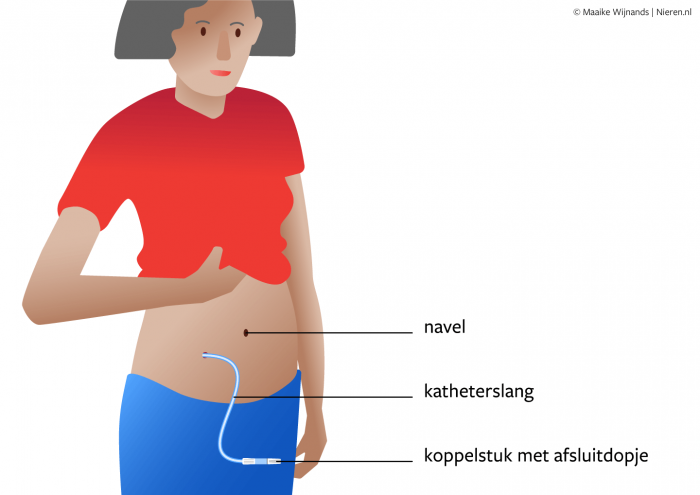 © Maaike Wijnands | Nieren.nl
navel
katheterslang
koppelstuk met afsluitdopje